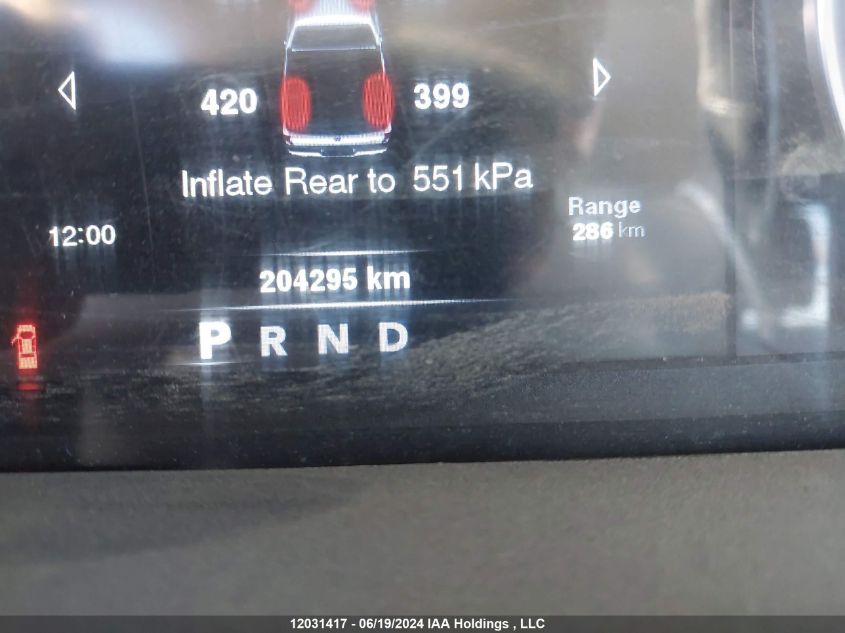 420 399
Inflate Rear to 551 kPa
Range
12:00 286 km
204295 km
P R N D
12031417 - 06/19/2024 IAA Holdings , LLC